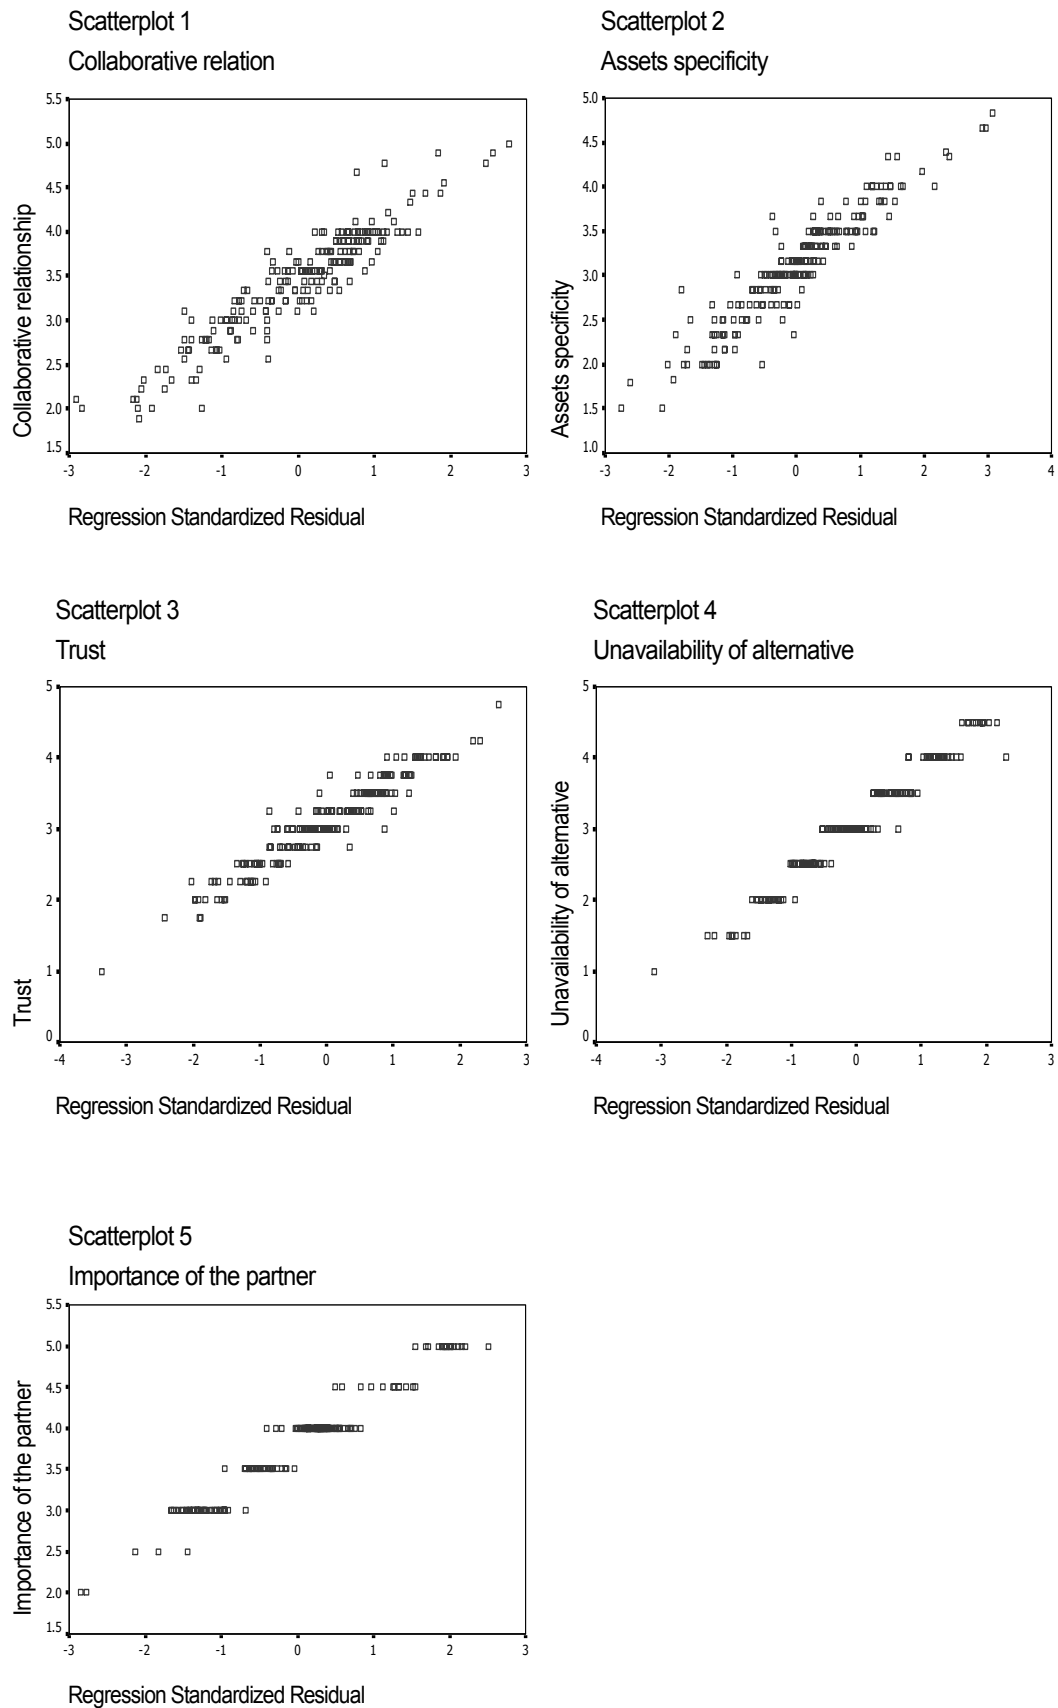 Scatterplot 1
Collaborative relation
5.5
5.0
4.5
4.0
3.5
3.0
2.5
2.0
1.5
Collaborative relationship
-3 -2 -1 0 1 2 3
Regression Standardized Residual
Scatterplot 2
Assets specificity
5.0
4.5
4.0
3.5
3.0
2.5
2.0
1.5
1.0
Assets specificity
-3 -2 -1 0 1 2 3 4
Regression Standardized Residual
Scatterplot 3
Trust
5
4
3
2
1
0
Trust
-4 -3 -2 -1 0 1 2 3
Regression Standardized Residual
Scatterplot 4
Unavailability of alternative
5
4
3
2
1
0
Unavailability of alternative
-4 -3 -2 -1 0 1 2 3
Regression Standardized Residual
Scatterplot 5
Importance of the partner
5.5
5.0
4.5
4.0
3.5
3.0
2.5
2.0
1.5
Importance of the partner
-3 -2 -1 0 1 2 3
Regression Standardized Residual